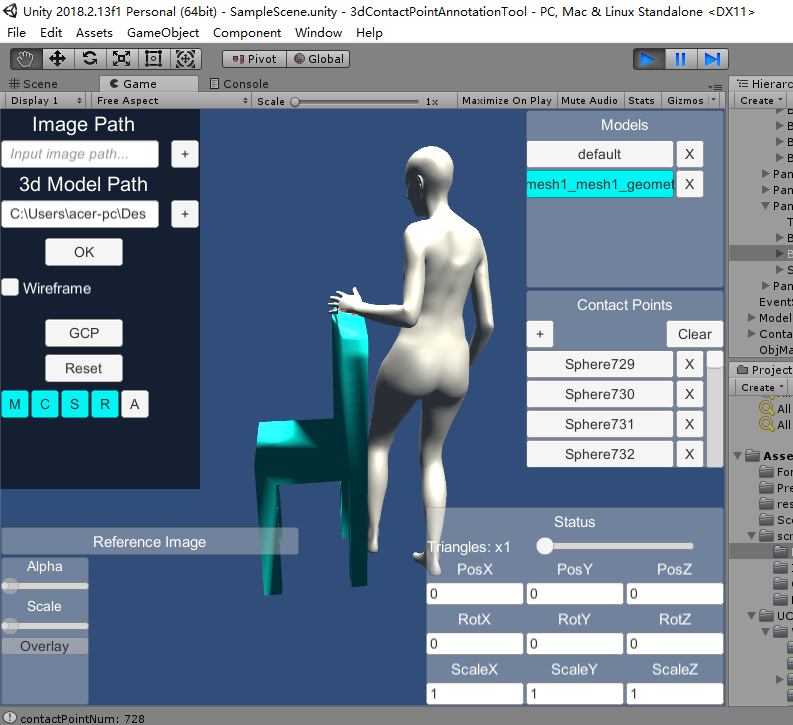 Unity 2018.2.13f1 Personal (64bit) - SampleScene.unity - 3dContactPointAnnotationTool - PC, Mac & Linux Standalone <DX11>
File Edit Assets GameObject Component Window Help
Pivot Global
Scene Game Console Hierarc
Display 1 Free Aspect Scale 1x Maximize On Play Mute Audio Stats Gizmos Create
Image Path
Input image path... +
3d Model Path
C:\Users\acer-pc\Des +
OK
Wireframe
GCP
Reset
M C S R A
Models
default X
mesh1_mesh1_geomet X
Contact Points
+ Clear
Sphere729 X
Sphere730 X
Sphere731 X
Sphere732 X
Reference Image
Alpha
Scale
Overlay
Status
Triangles: x1
PosX PosY PosZ
0 0 0
RotX RotY RotZ
0 0 0
ScaleX ScaleY ScaleZ
1 1 1
B
B
B
Pan
Pan
Pan
T
B
B
S
Pan
EventS
Model
Conta
ObjMa
Project
Create
All
All
Asse
For
Pre
res
Sce
scr
UC
contactPointNum: 728